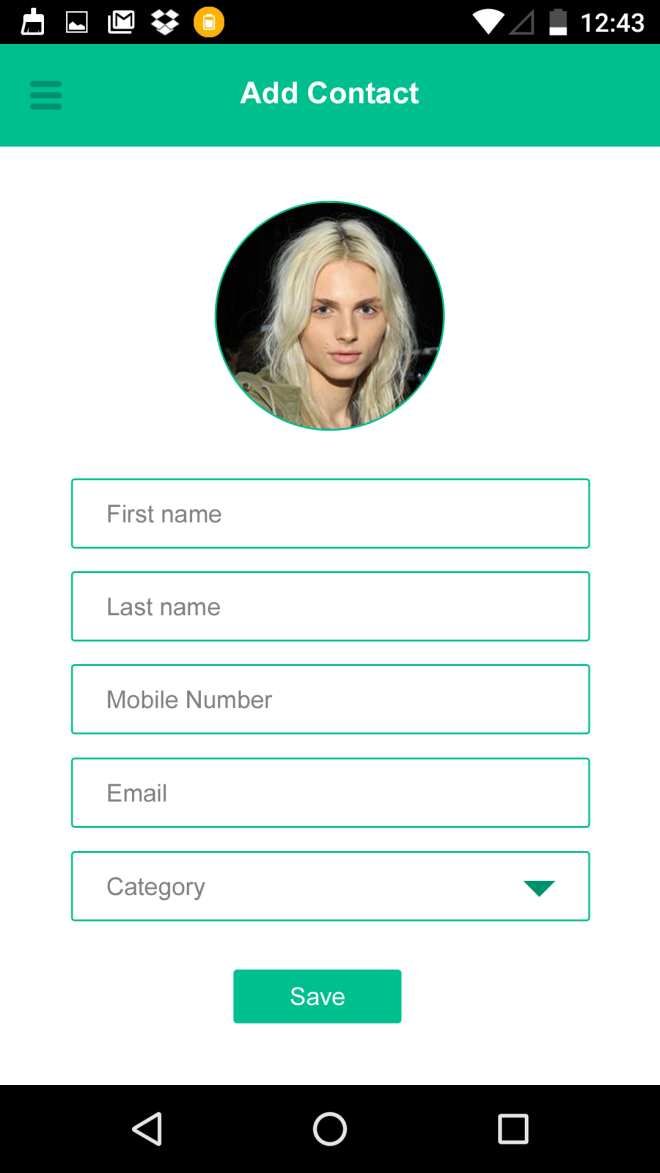 12:43
Add Contact
First name
Last name
Mobile Number
Email
Category
Save